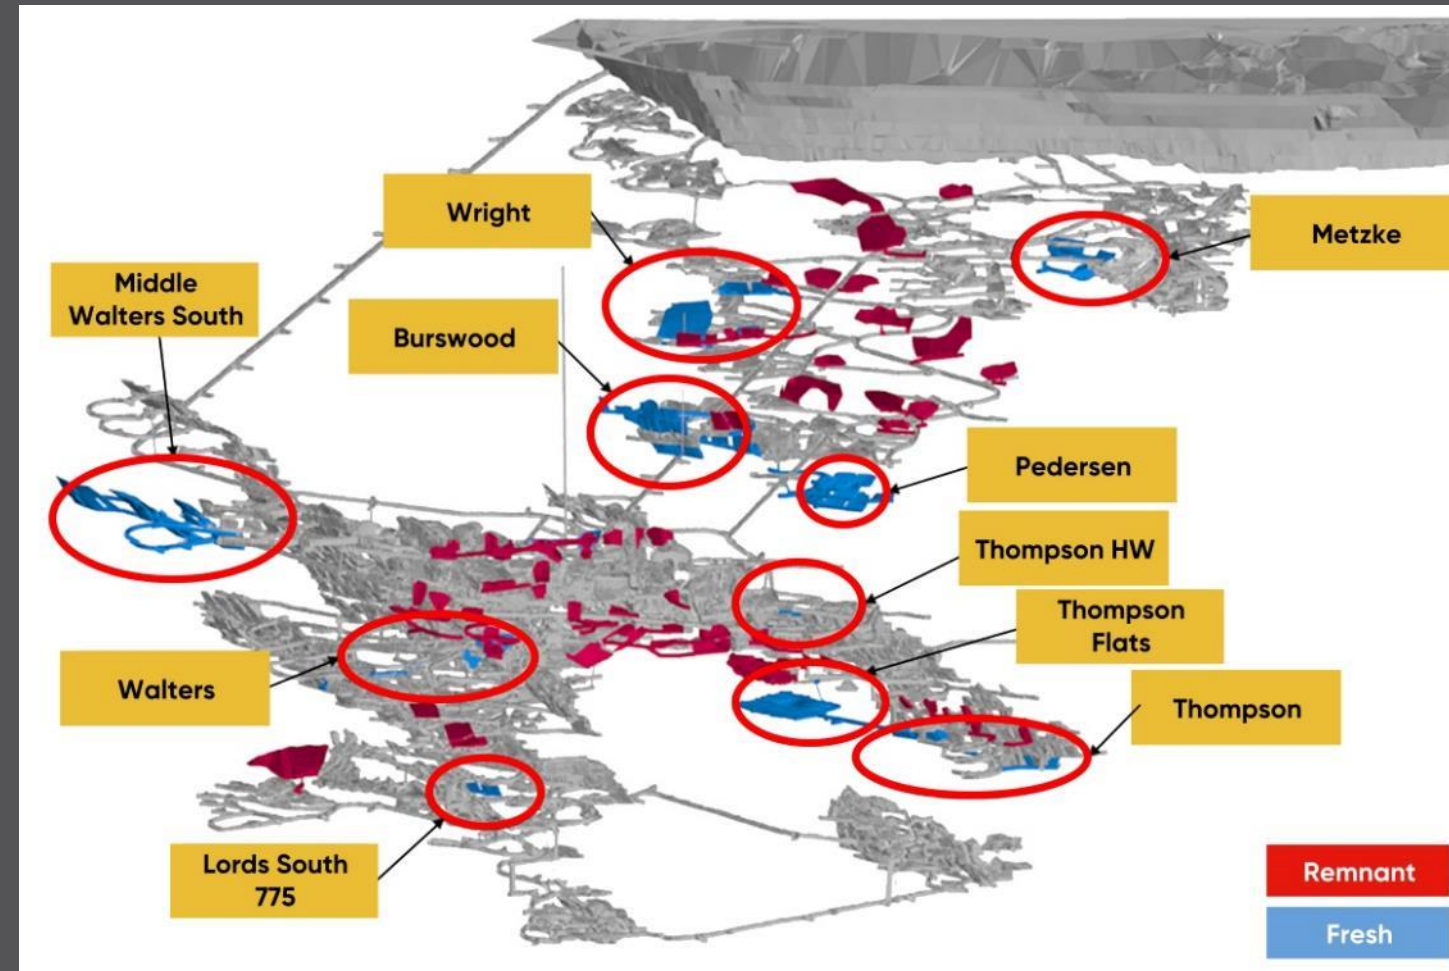 Wright
Metzke
Middle
Walters South
Burswood
Pedersen
Thompson HW
Thompson
Flats
Walters
Thompson
Lords South
775
Remnant
Fresh